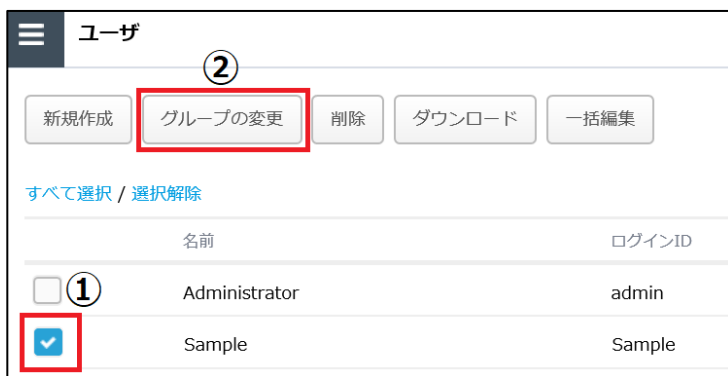 ユーザ
②
新規作成 グループの変更 削除 ダウンロード 一括編集
すべて選択 / 選択解除
名前 ログインID
① Administrator admin
Sample Sample